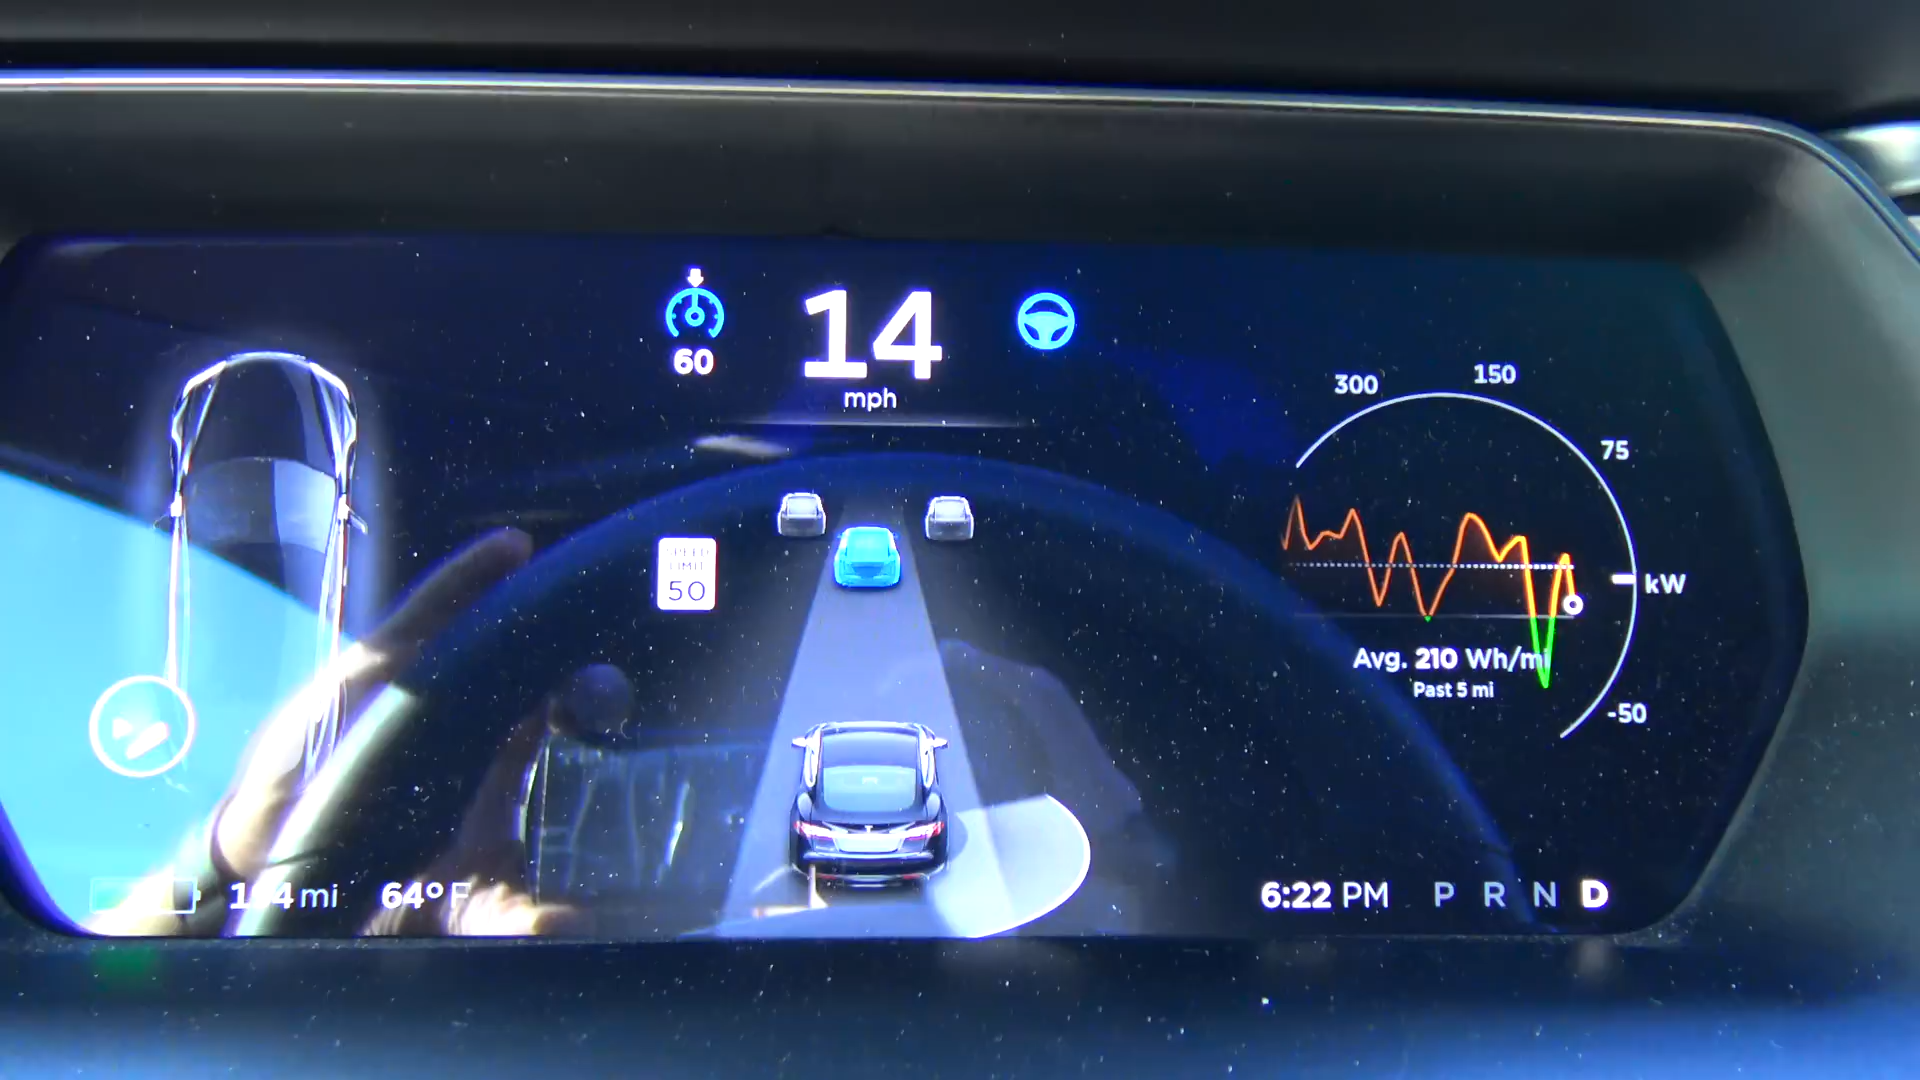 60
14
mph
300
150
75
kW
-50
SPEED
LIMIT
50
Avg. 210 Wh/mi
Past 5 mi
mi
64°F
6:22 PM
P R N D